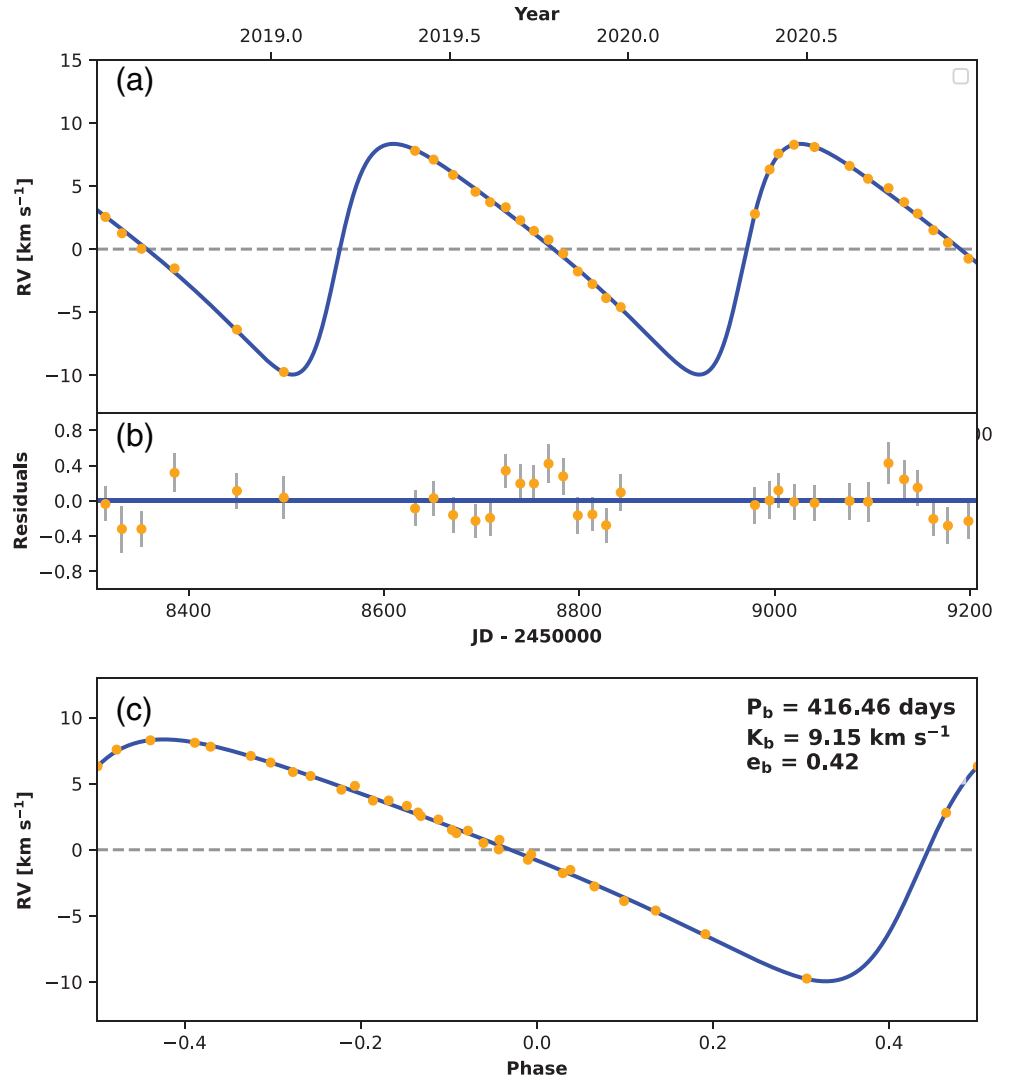 Year
2019.0 2019.5 2020.0 2020.5
(a)
15
10
5
0
−5
−10
RV [km s⁻¹]
(b)
00
0.8
0.4
0.0
−0.4
−0.8
Residuals
8400 8600 8800 9000 9200
JD - 2450000
(c)
P_b = 416.46 days
K_b = 9.15 km s⁻¹
e_b = 0.42
10
5
0
−5
−10
RV [km s⁻¹]
−0.4 −0.2 0.0 0.2 0.4
Phase